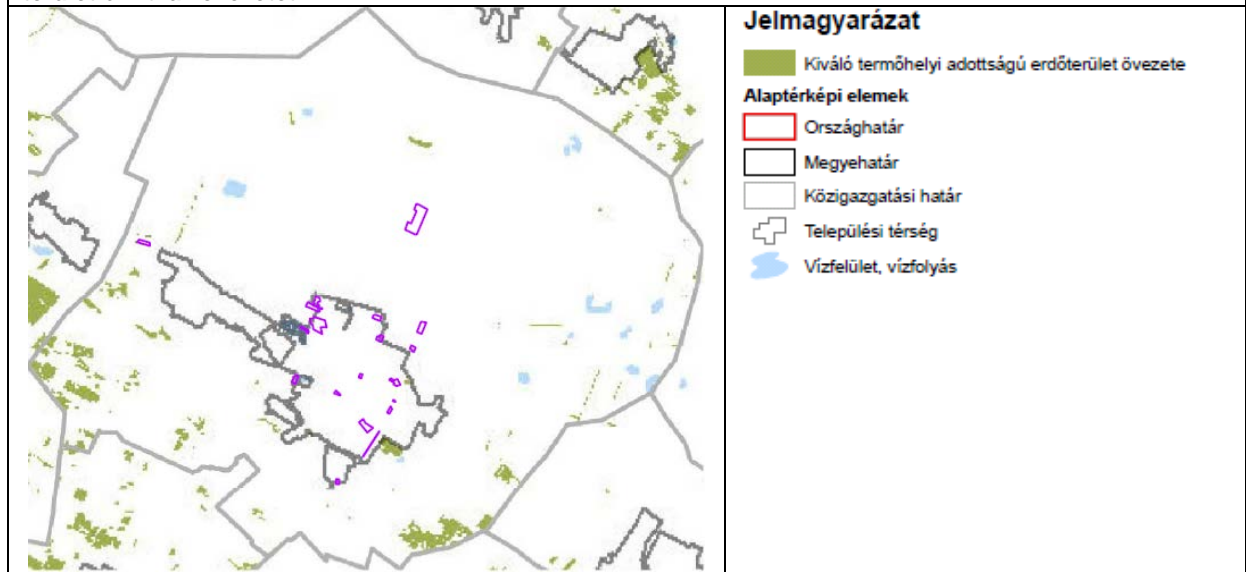 Jelmagyarázat
Kiváló termőhelyi adottságú erdőterület övezete
Alaptérképi elemek
Országhatár
Megyehatár
Közigazgatási határ
Települési térség
Vízfelület, vízfolyás